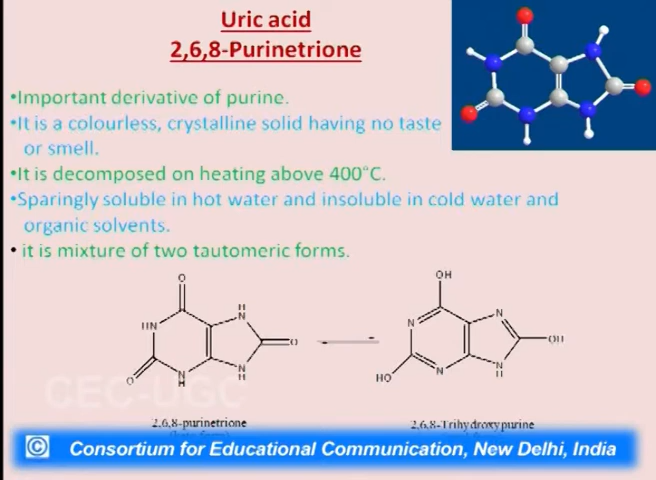 Uric acid
2,6,8-Purinetrione
•Important derivative of purine.
•It is a colourless, crystalline solid having no taste
or smell.
•It is decomposed on heating above 400°C.
•Sparingly soluble in hot water and insoluble in cold water and
organic solvents.
• it is mixture of two tautomeric forms.
O
HN
H
N
O
O
N
H
N
H
OH
N
N
OH
HO
N
N
H
CEC-UGC
2,6,8-purinetrione
2,6,8-Trihydroxypurine
© Consortium for Educational Communication, New Delhi, India